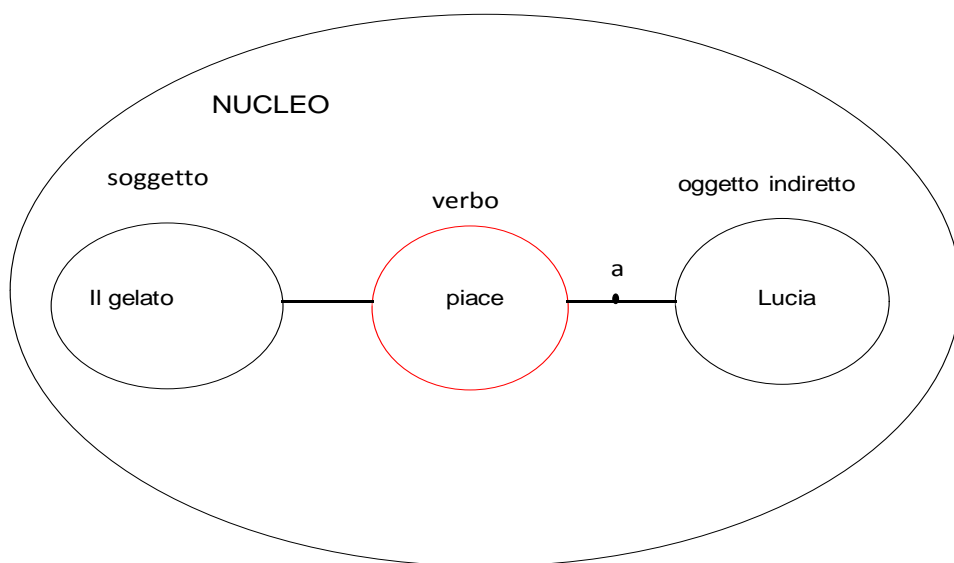 NUCLEO
soggetto
verbo
oggetto indiretto
Il gelato
piace
a
Lucia